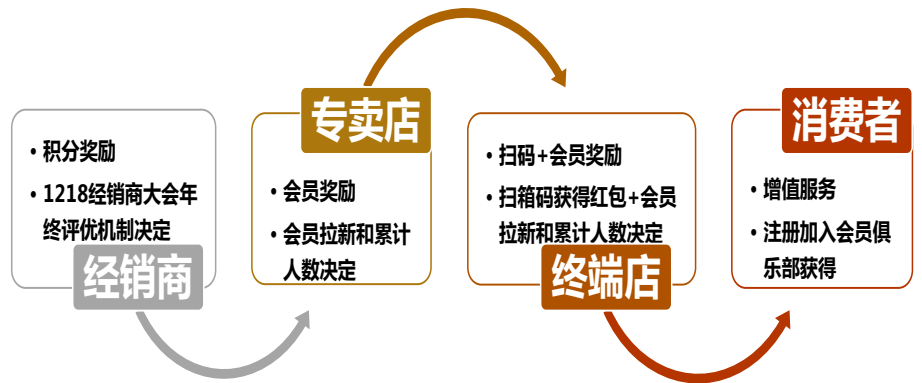 • 积分奖励
• 1218经销商大会年
终评优机制决定
经销商
专卖店
• 会员奖励
• 会员拉新和累计
人数决定
• 扫码+会员奖励
• 扫箱码获得红包+会员
拉新和累计人数决定
终端店
消费者
• 增值服务
• 注册加入会员俱
乐部获得